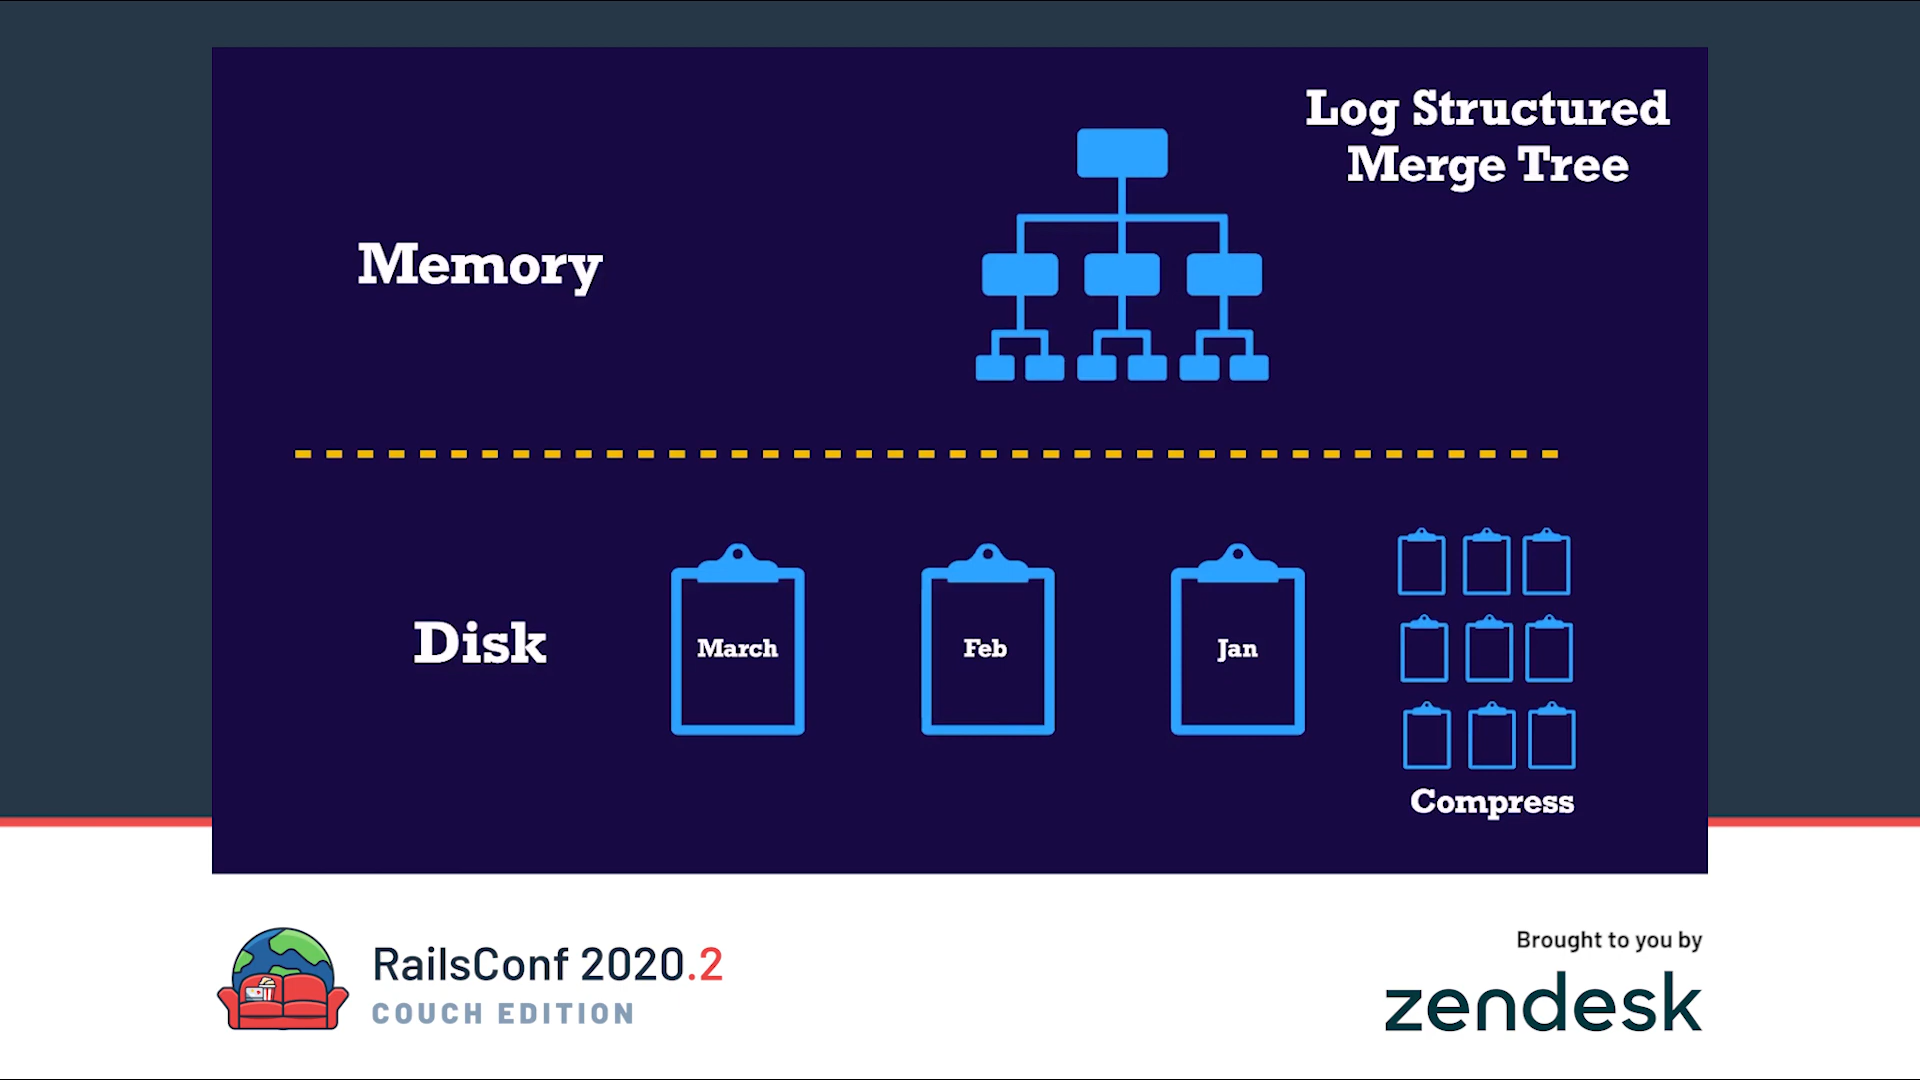 Log Structured
Merge Tree
Memory
Disk
March
Feb
Jan
Compress
RailsConf 2020.2
COUCH EDITION
Brought to you by
zendesk